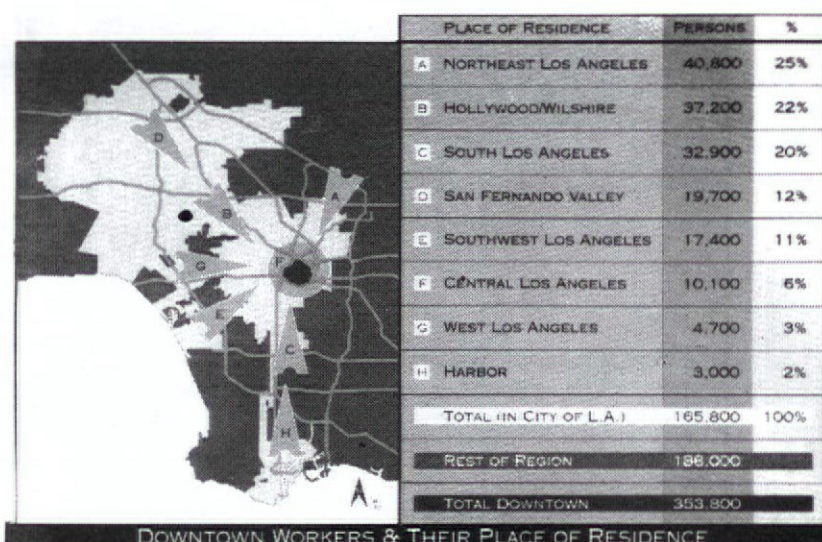 PLACE OF RESIDENCE PERSONS %
A NORTHEAST LOS ANGELES 40,800 25%
B HOLLYWOOD/WILSHIRE 37,200 22%
C SOUTH LOS ANGELES 32,900 20%
D SAN FERNANDO VALLEY 19,700 12%
E SOUTHWEST LOS ANGELES 17,400 11%
F CENTRAL LOS ANGELES 10,100 6%
G WEST LOS ANGELES 4,700 3%
H HARBOR 3,000 2%
TOTAL (IN CITY OF L.A.) 165,800 100%
REST OF REGION 188,000
TOTAL DOWNTOWN 353,800
D
A
B
F
G
E
C
H
DOWNTOWN WORKERS & THEIR PLACE OF RESIDENCE